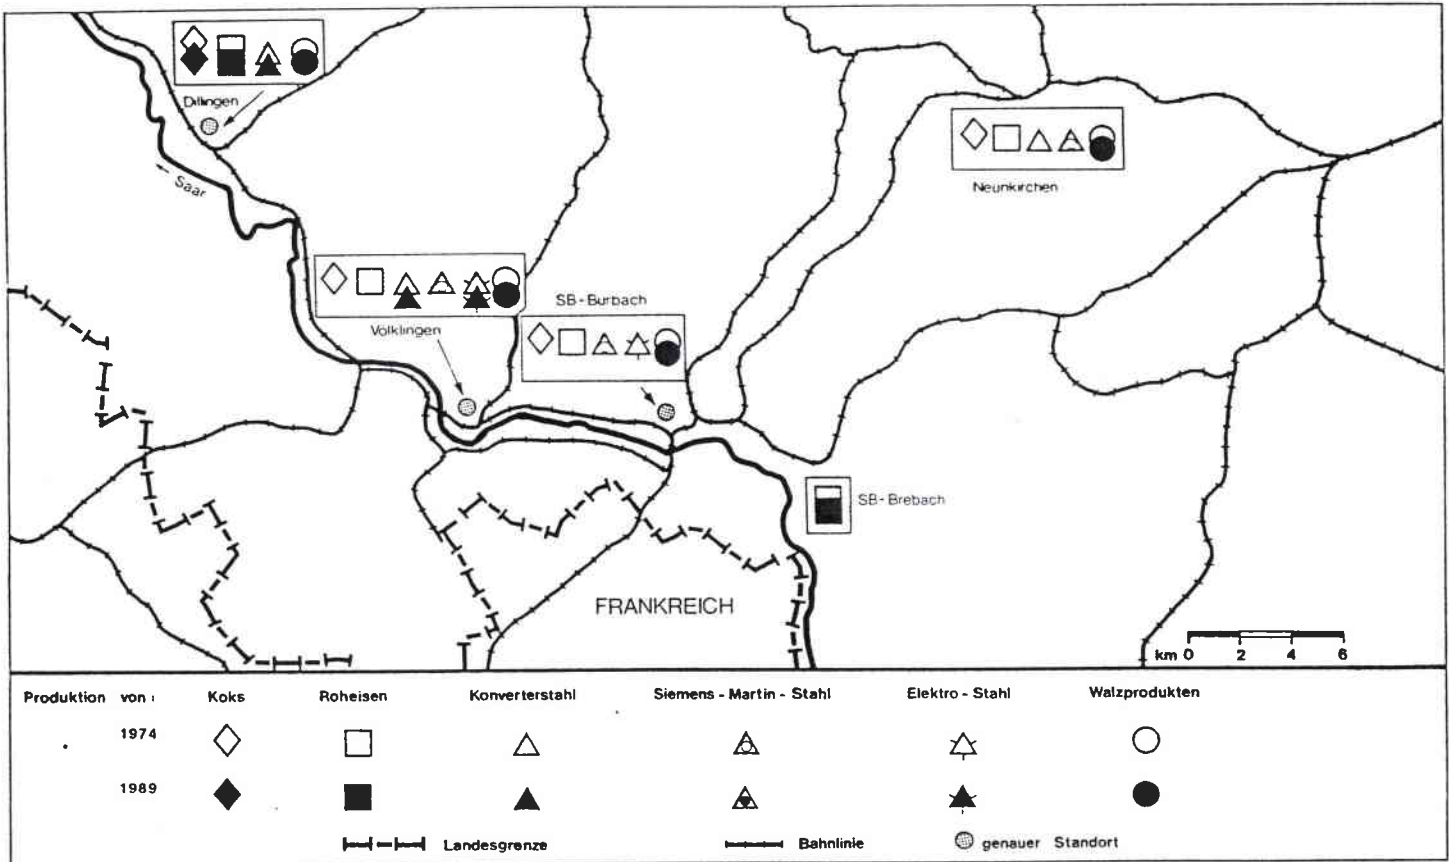 Dillingen
Saar
Neunkirchen
SB-Burbach
Völklingen
SB-Brebach
FRANKREICH
km 0 2 4 6
Produktion von : Koks Roheisen Konverterstahl Siemens - Martin - Stahl Elektro - Stahl Walzprodukten
1974
1989
Landesgrenze Bahnlinie genauer Standort